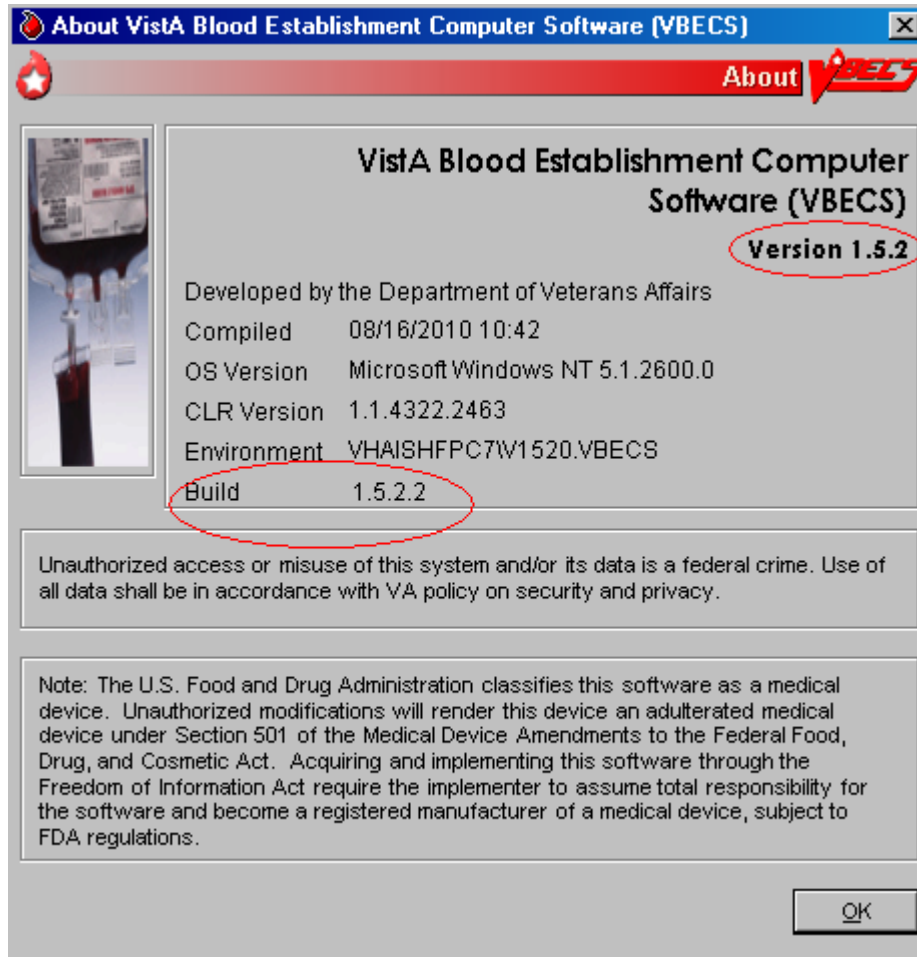 About VistA Blood Establishment Computer Software (VBECS)
About VBECS
VistA Blood Establishment Computer
Software (VBECS)
Version 1.5.2
Developed by the Department of Veterans Affairs
Compiled 08/16/2010 10:42
OS Version Microsoft Windows NT 5.1.2600.0
CLR Version 1.1.4322.2463
Environment VHAISHFPC7\V1520.VBECS
Build 1.5.2.2
Unauthorized access or misuse of this system and/or its data is a federal crime. Use of
all data shall be in accordance with VA policy on security and privacy.
Note: The U.S. Food and Drug Administration classifies this software as a medical
device. Unauthorized modifications will render this device an adulterated medical
device under Section 501 of the Medical Device Amendments to the Federal Food,
Drug, and Cosmetic Act. Acquiring and implementing this software through the
Freedom of Information Act require the implementer to assume total responsibility for
the software and become a registered manufacturer of a medical device, subject to
FDA regulations.
OK